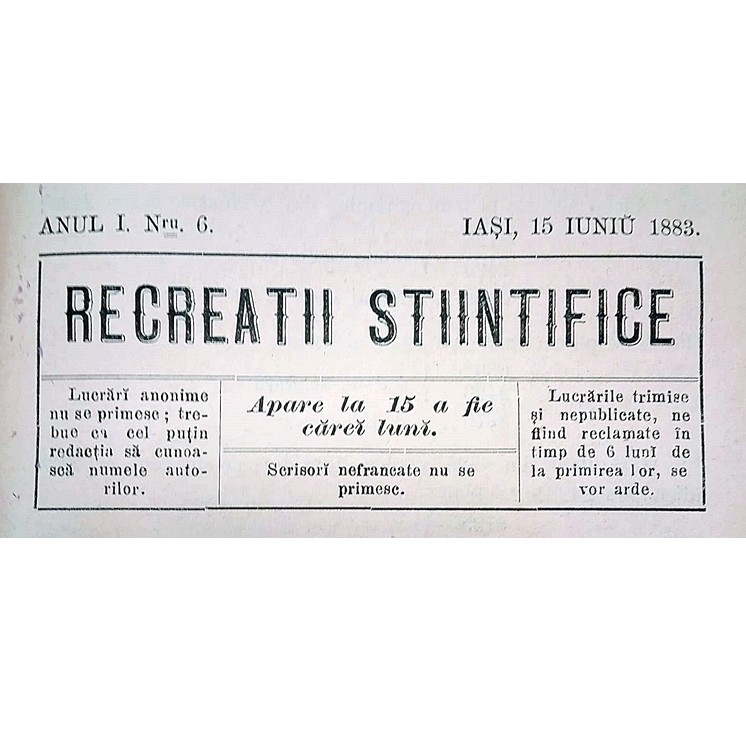 ANUL I. Nru. 6.
IAȘI, 15 IUNIŬ 1883.
RECREATII STIINTIFICE
Lucrărĭ anonime
nu se primesc; tre-
bue ca cel puțin
redacția să cunoa-
scă numele auto-
rilor.
Apare la 15 a fie
căreĭ lunĭ.
Scrisorĭ nefrancate nu se
primesc.
Lucrările trimise
și nepublicate, ne
fiind reclamate în
timp de 6 lunĭ de
la primirea lor, se
vor arde.